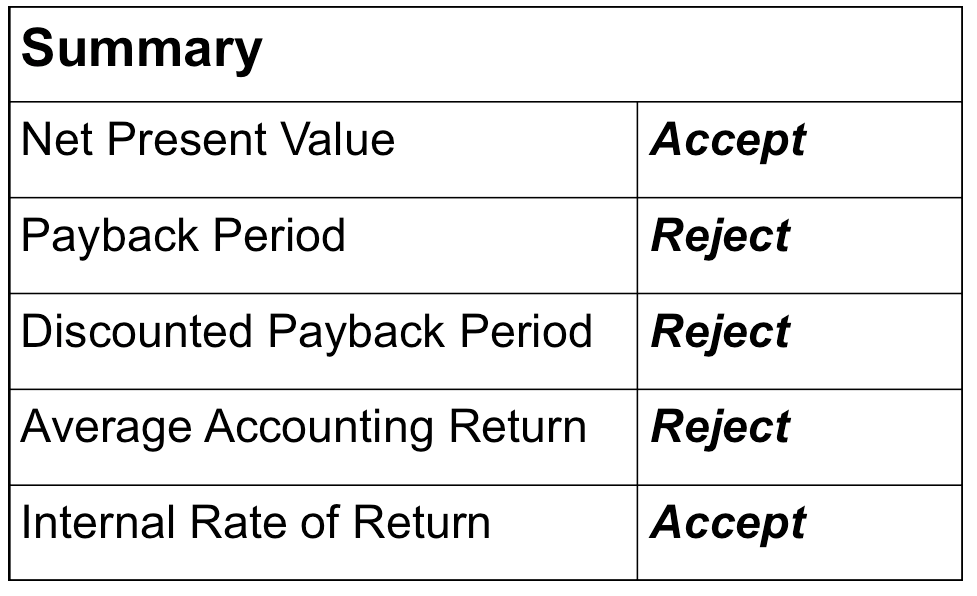 Summary
Net Present Value Accept
Payback Period Reject
Discounted Payback Period Reject
Average Accounting Return Reject
Internal Rate of Return Accept